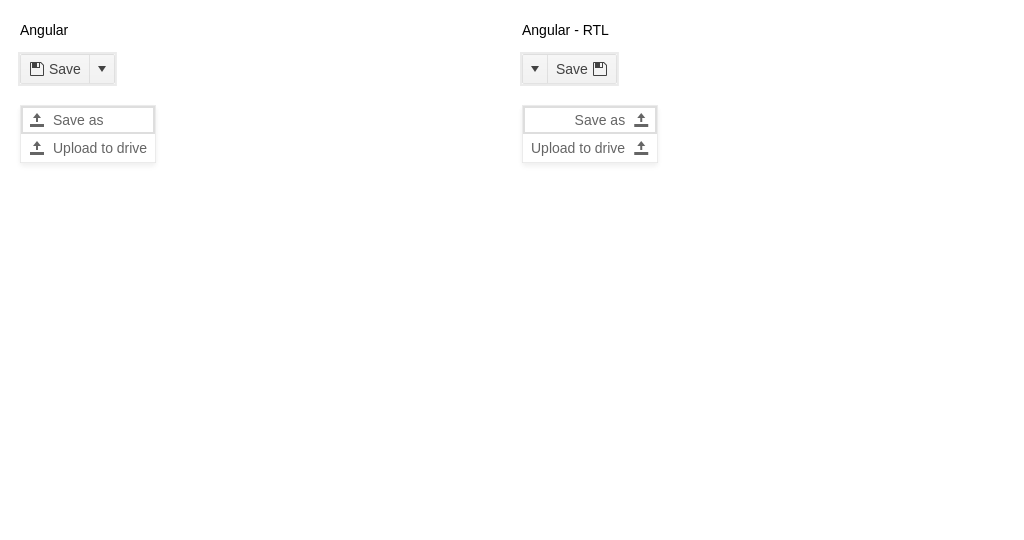 Angular
Save
Save as
Upload to drive
Angular - RTL
Save
Save as
Upload to drive